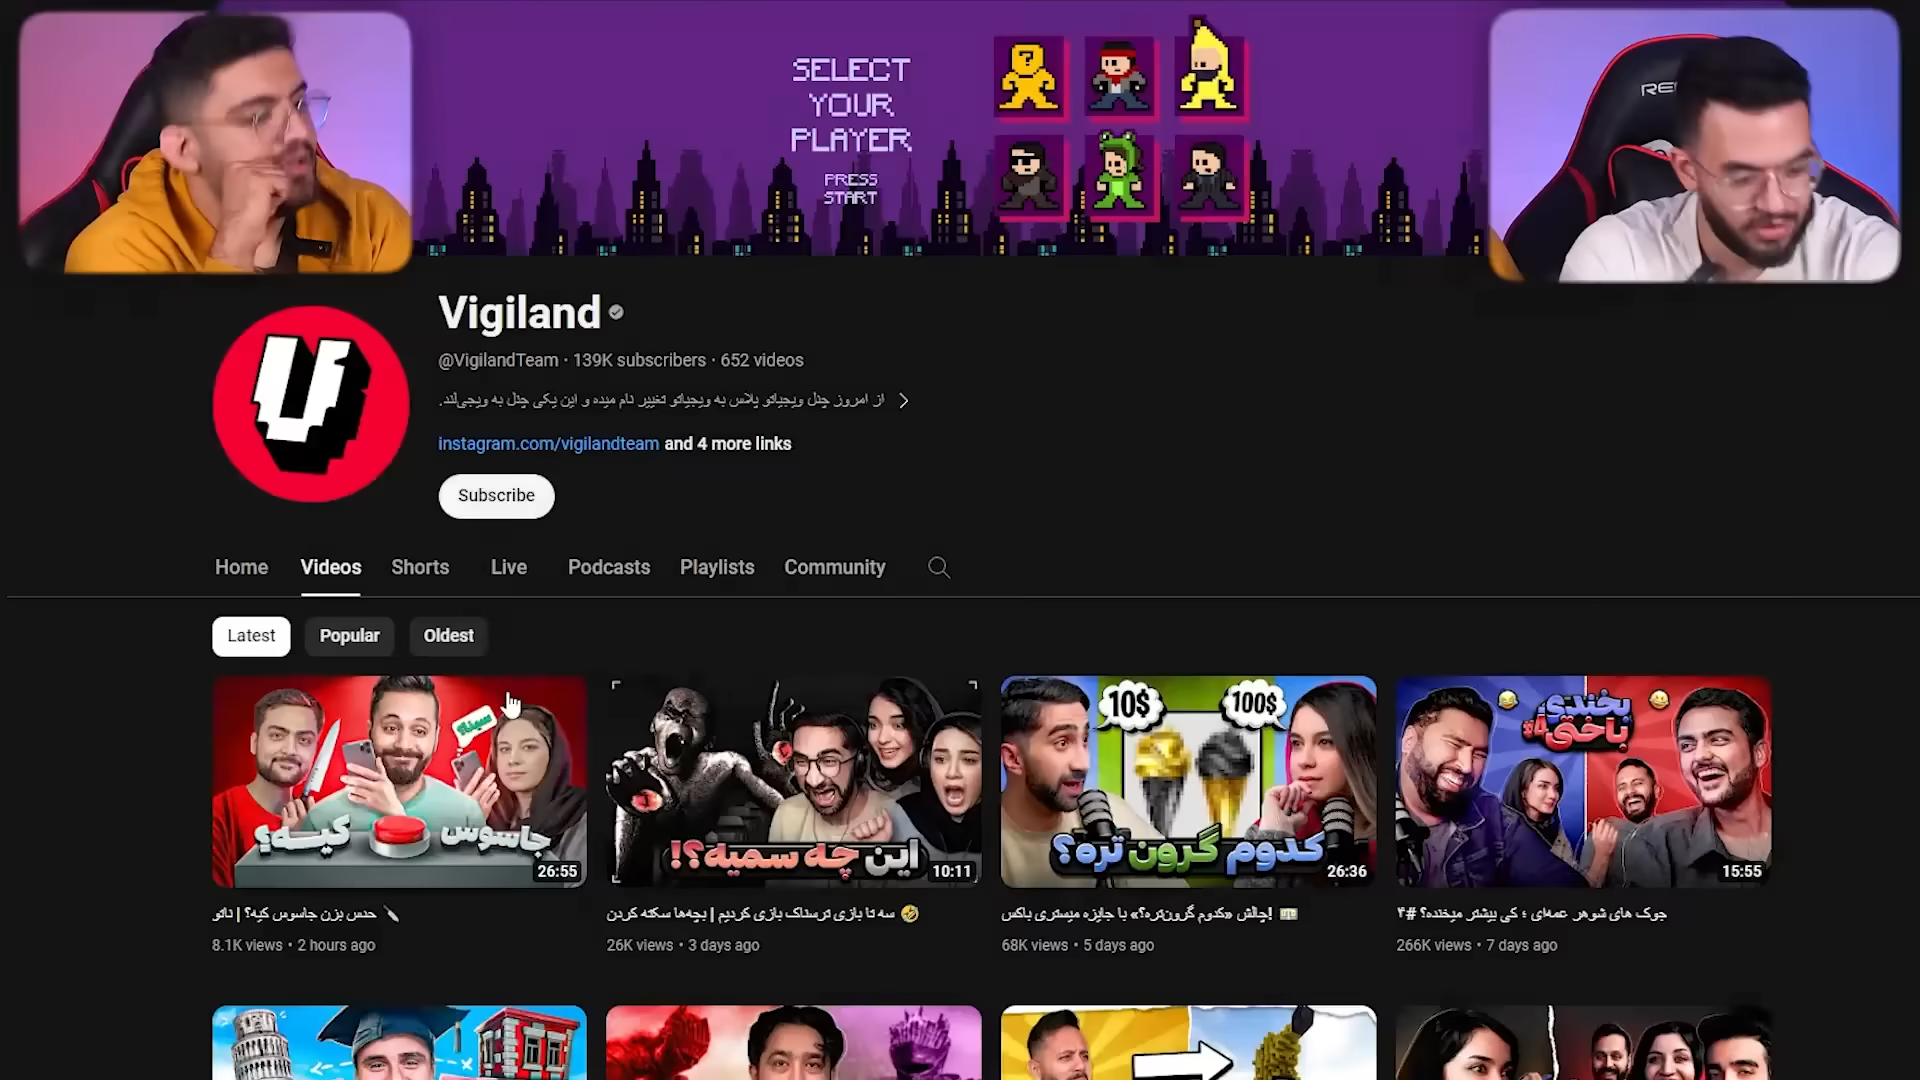 SELECT
YOUR
PLAYER
PRESS
START
Vigiland
@VigilandTeam · 139K subscribers · 652 videos
از امروز چنل ویجیاتو پلاس به ویجیاتو تغییر نام میده و این یکی چنل به ویجی‌لند.
instagram.com/vigilandteam and 4 more links
Subscribe
Home Videos Shorts Live Podcasts Playlists Community
Latest Popular Oldest
جاسوس کیه؟
26:55
این چه سمیه؟!
10:11
10$ 100$
کدوم گرون تره؟
26:36
بخندی
باختی #4
15:55
حدس بزن جاسوس کیه؟ | ناتو
8.1K views • 2 hours ago
سه تا بازی ترسناک بازی کردیم | بچه‌ها سکته کردن
26K views • 3 days ago
چالش «کدوم گرون‌تره؟» با جایزه میستری باکس!
68K views • 5 days ago
جوک های شوهر عمه‌ای ؛ کی بیشتر میخنده؟ #۴
266K views • 7 days ago